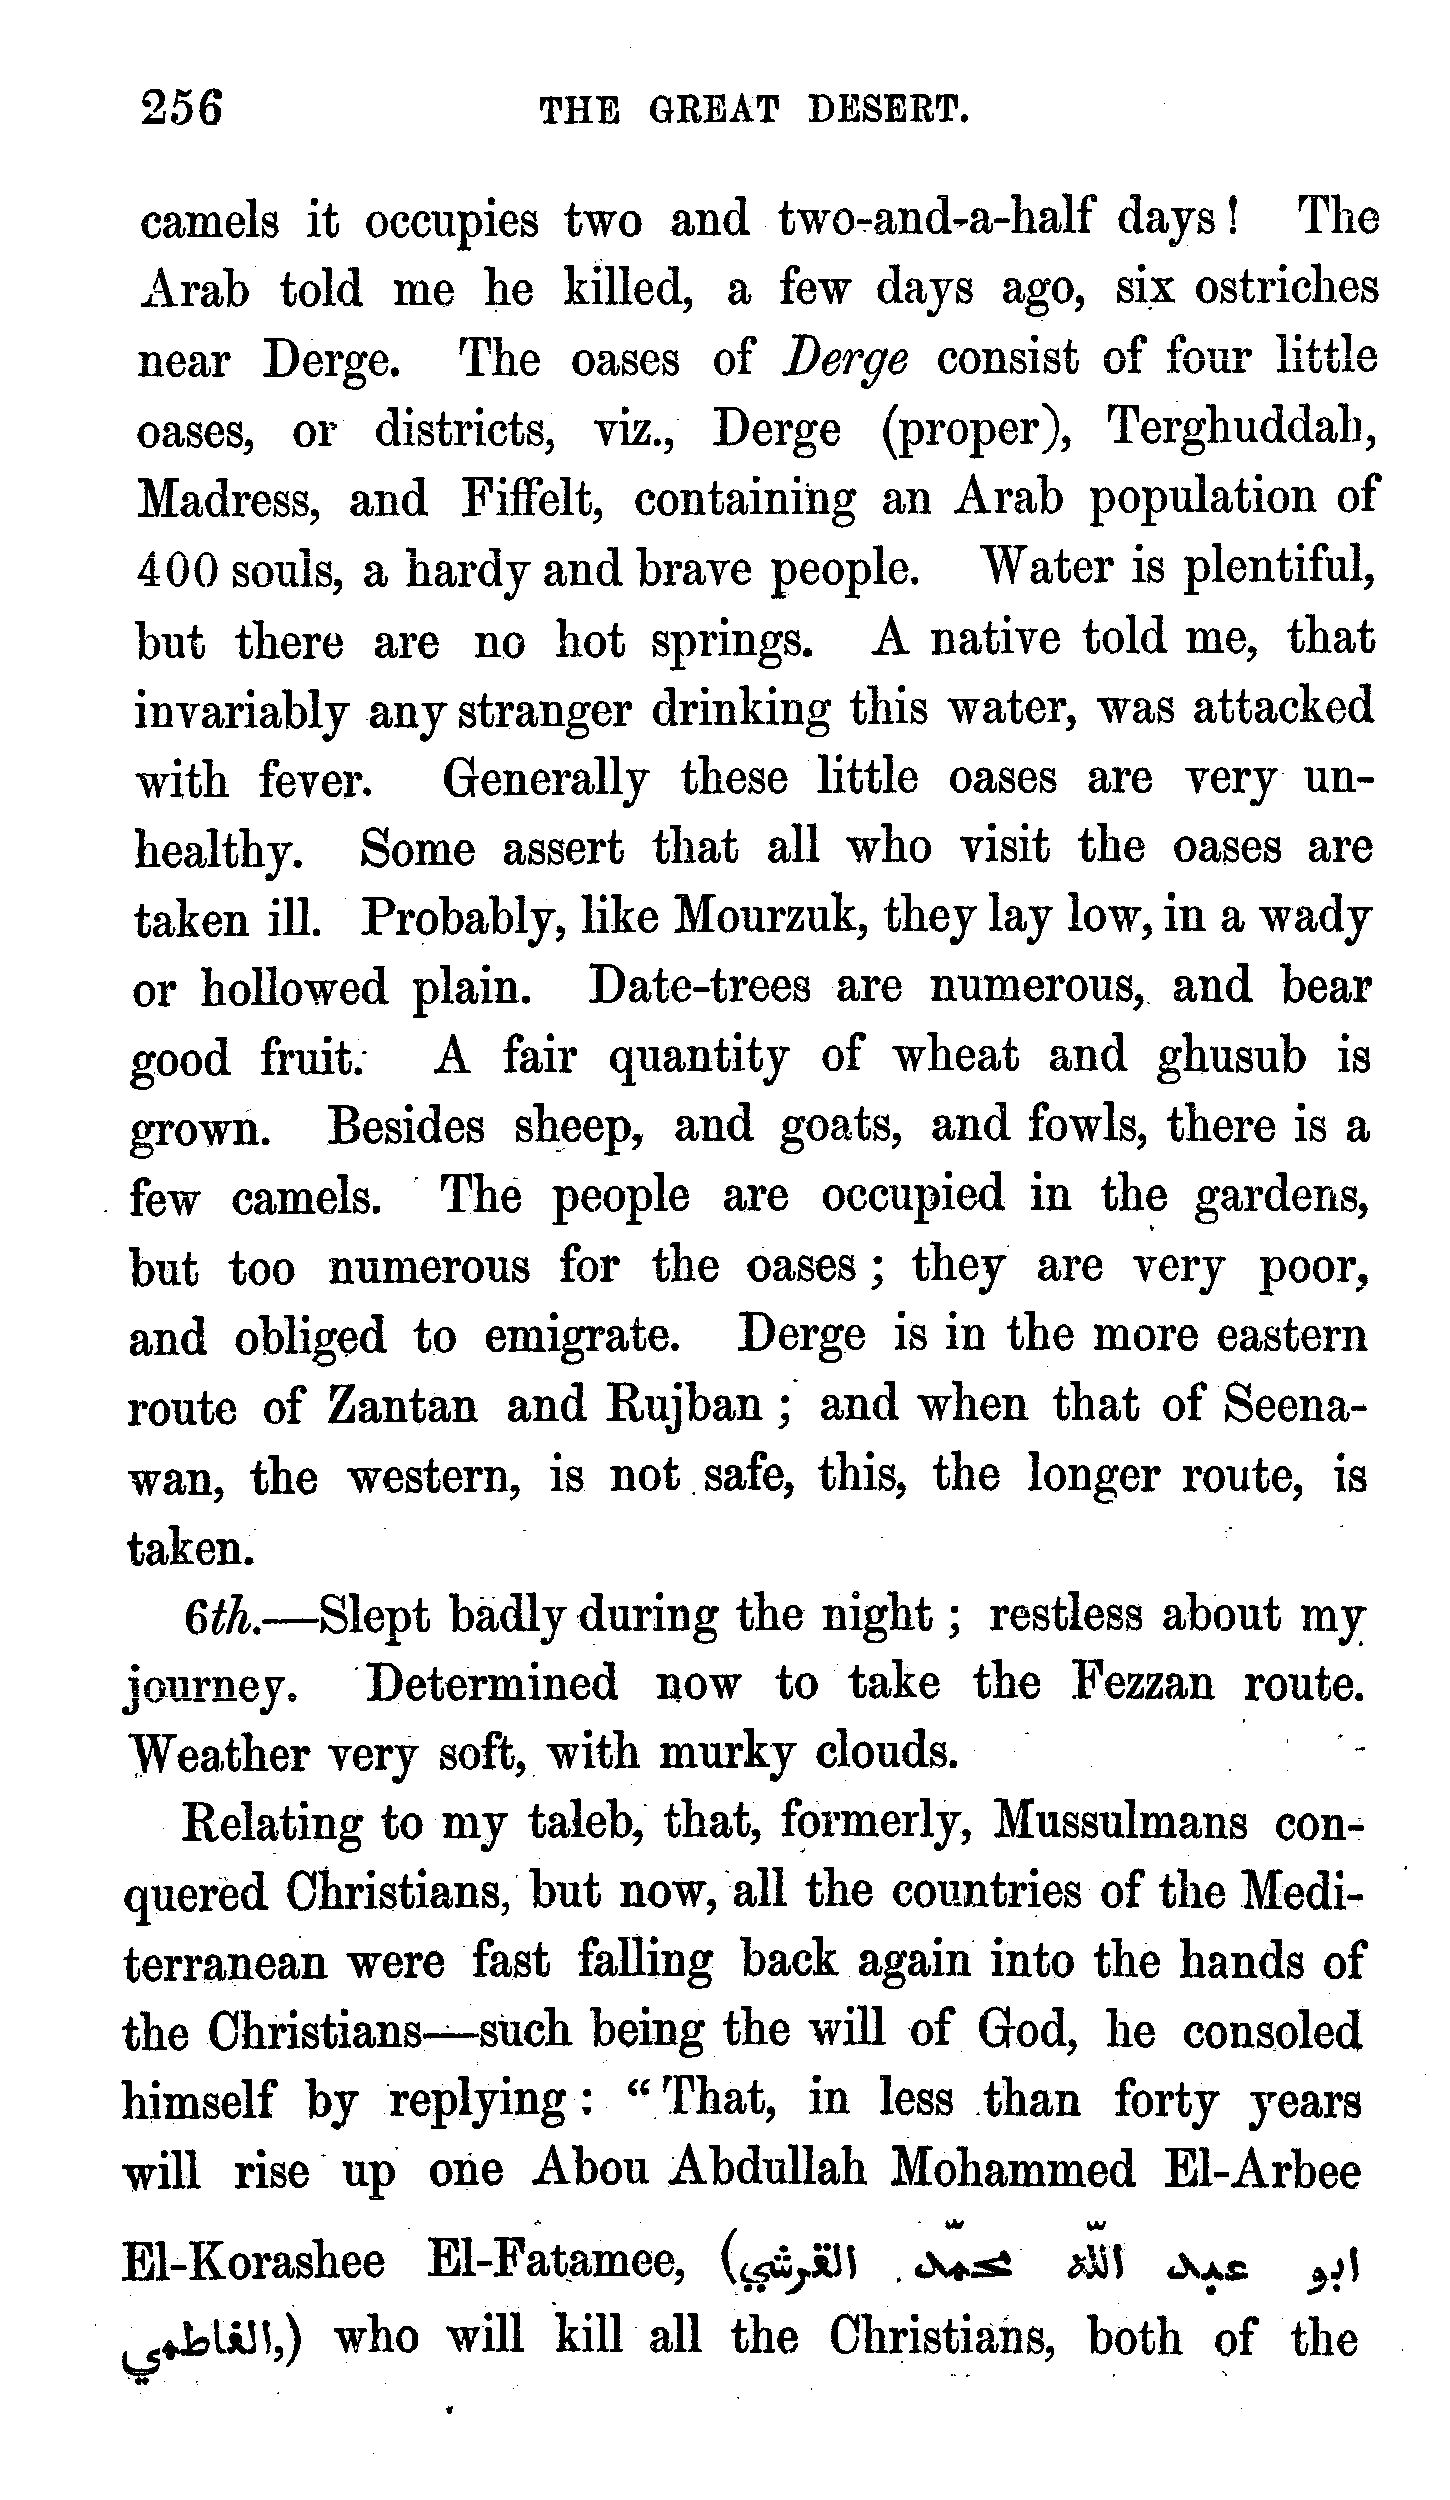 256 THE GREAT DESERT.
camels it occupies two and two-and-a-half days! The
Arab told me he killed, a few days ago, six ostriches
near Derge. The oases of Derge consist of four little
oases, or districts, viz., Derge (proper), Terghuddah,
Madress, and Fiffelt, containing an Arab population of
400 souls, a hardy and brave people. Water is plentiful,
but there are no hot springs. A native told me, that
invariably any stranger drinking this water, was attacked
with fever. Generally these little oases are very un-
healthy. Some assert that all who visit the oases are
taken ill. Probably, like Mourzuk, they lay low, in a wady
or hollowed plain. Date-trees are numerous, and bear
good fruit. A fair quantity of wheat and ghusub is
grown. Besides sheep, and goats, and fowls, there is a
few camels. The people are occupied in the gardens,
but too numerous for the oases; they are very poor,
and obliged to emigrate. Derge is in the more eastern
route of Zantan and Rujban; and when that of Seena-
wan, the western, is not safe, this, the longer route, is
taken.
6th.—Slept badly during the night; restless about my
journey. Determined now to take the Fezzan route.
Weather very soft, with murky clouds.
Relating to my taleb, that, formerly, Mussulmans con-
quered Christians, but now, all the countries of the Medi-
terranean were fast falling back again into the hands of
the Christians—such being the will of God, he consoled
himself by replying: "That, in less than forty years
will rise up one Abou Abdullah Mohammed El-Arbee
El-Korashee El-Fatamee, (ابو عبد اللّه محمّد القرشي
الفاطمي,) who will kill all the Christians, both of the